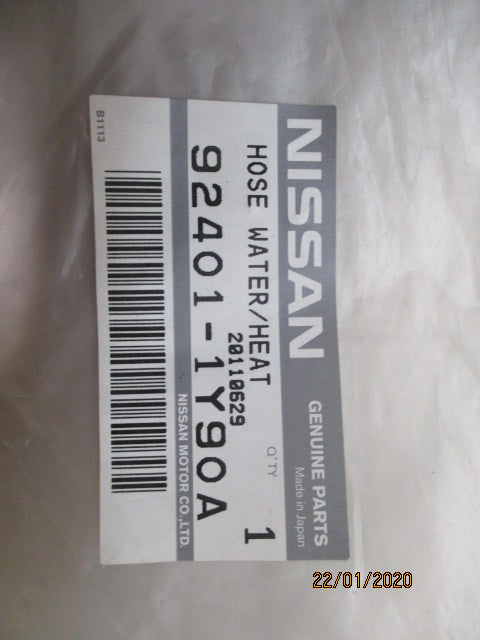 NISSAN
GENUINE PARTS
Made in Japan
HOSE WATER/HEAT
Q'TY 1
20110629
92401-1Y90A
NISSAN MOTOR CO.,LTD.
B1113
22/01/2020